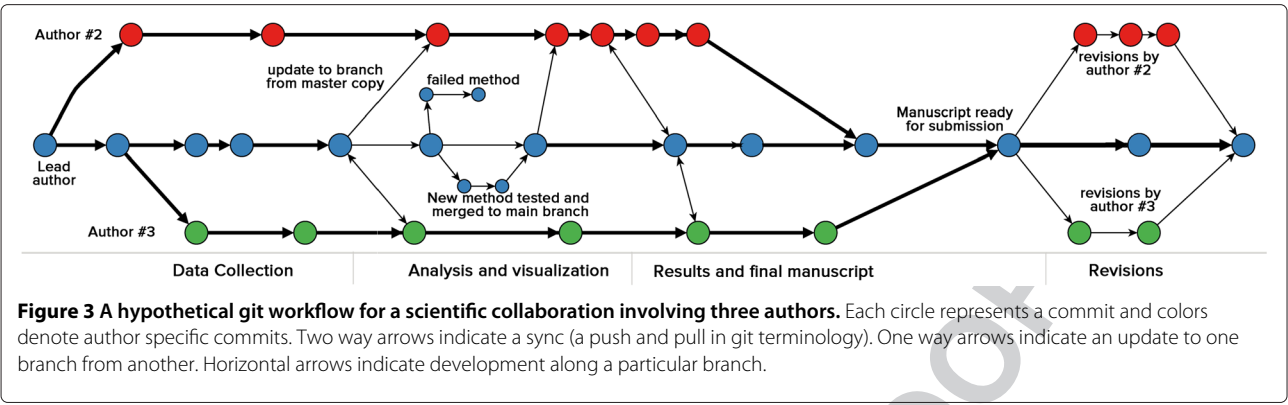 Author #2
update to branch
from master copy
failed method
revisions by
author #2
Manuscript ready
for submission
Lead
author
New method tested and
merged to main branch
revisions by
author #3
Author #3
Data Collection
Analysis and visualization
Results and final manuscript
Revisions
Figure 3 A hypothetical git workflow for a scientific collaboration involving three authors. Each circle represents a commit and colors
denote author specific commits. Two way arrows indicate a sync (a push and pull in git terminology). One way arrows indicate an update to one
branch from another. Horizontal arrows indicate development along a particular branch.